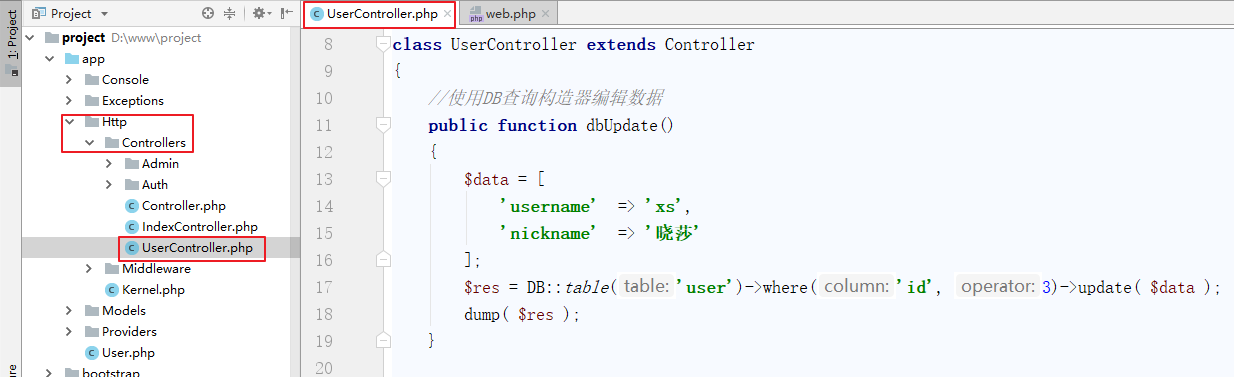 Project
UserController.php
web.php
1: Project
project D:\www\project
app
Console
Exceptions
Http
Controllers
Admin
Auth
Controller.php
IndexController.php
UserController.php
Middleware
Kernel.php
Models
Providers
User.php
bootstrap
8 class UserController extends Controller
9 {
10 //使用DB查询构造器编辑数据
11 public function dbUpdate()
12 {
13 $data = [
14 'username' => 'xs',
15 'nickname' => '晓莎'
16 ];
17 $res = DB::table( table: 'user')->where( column: 'id', operator: 3)->update( $data );
18 dump( $res );
19 }
20